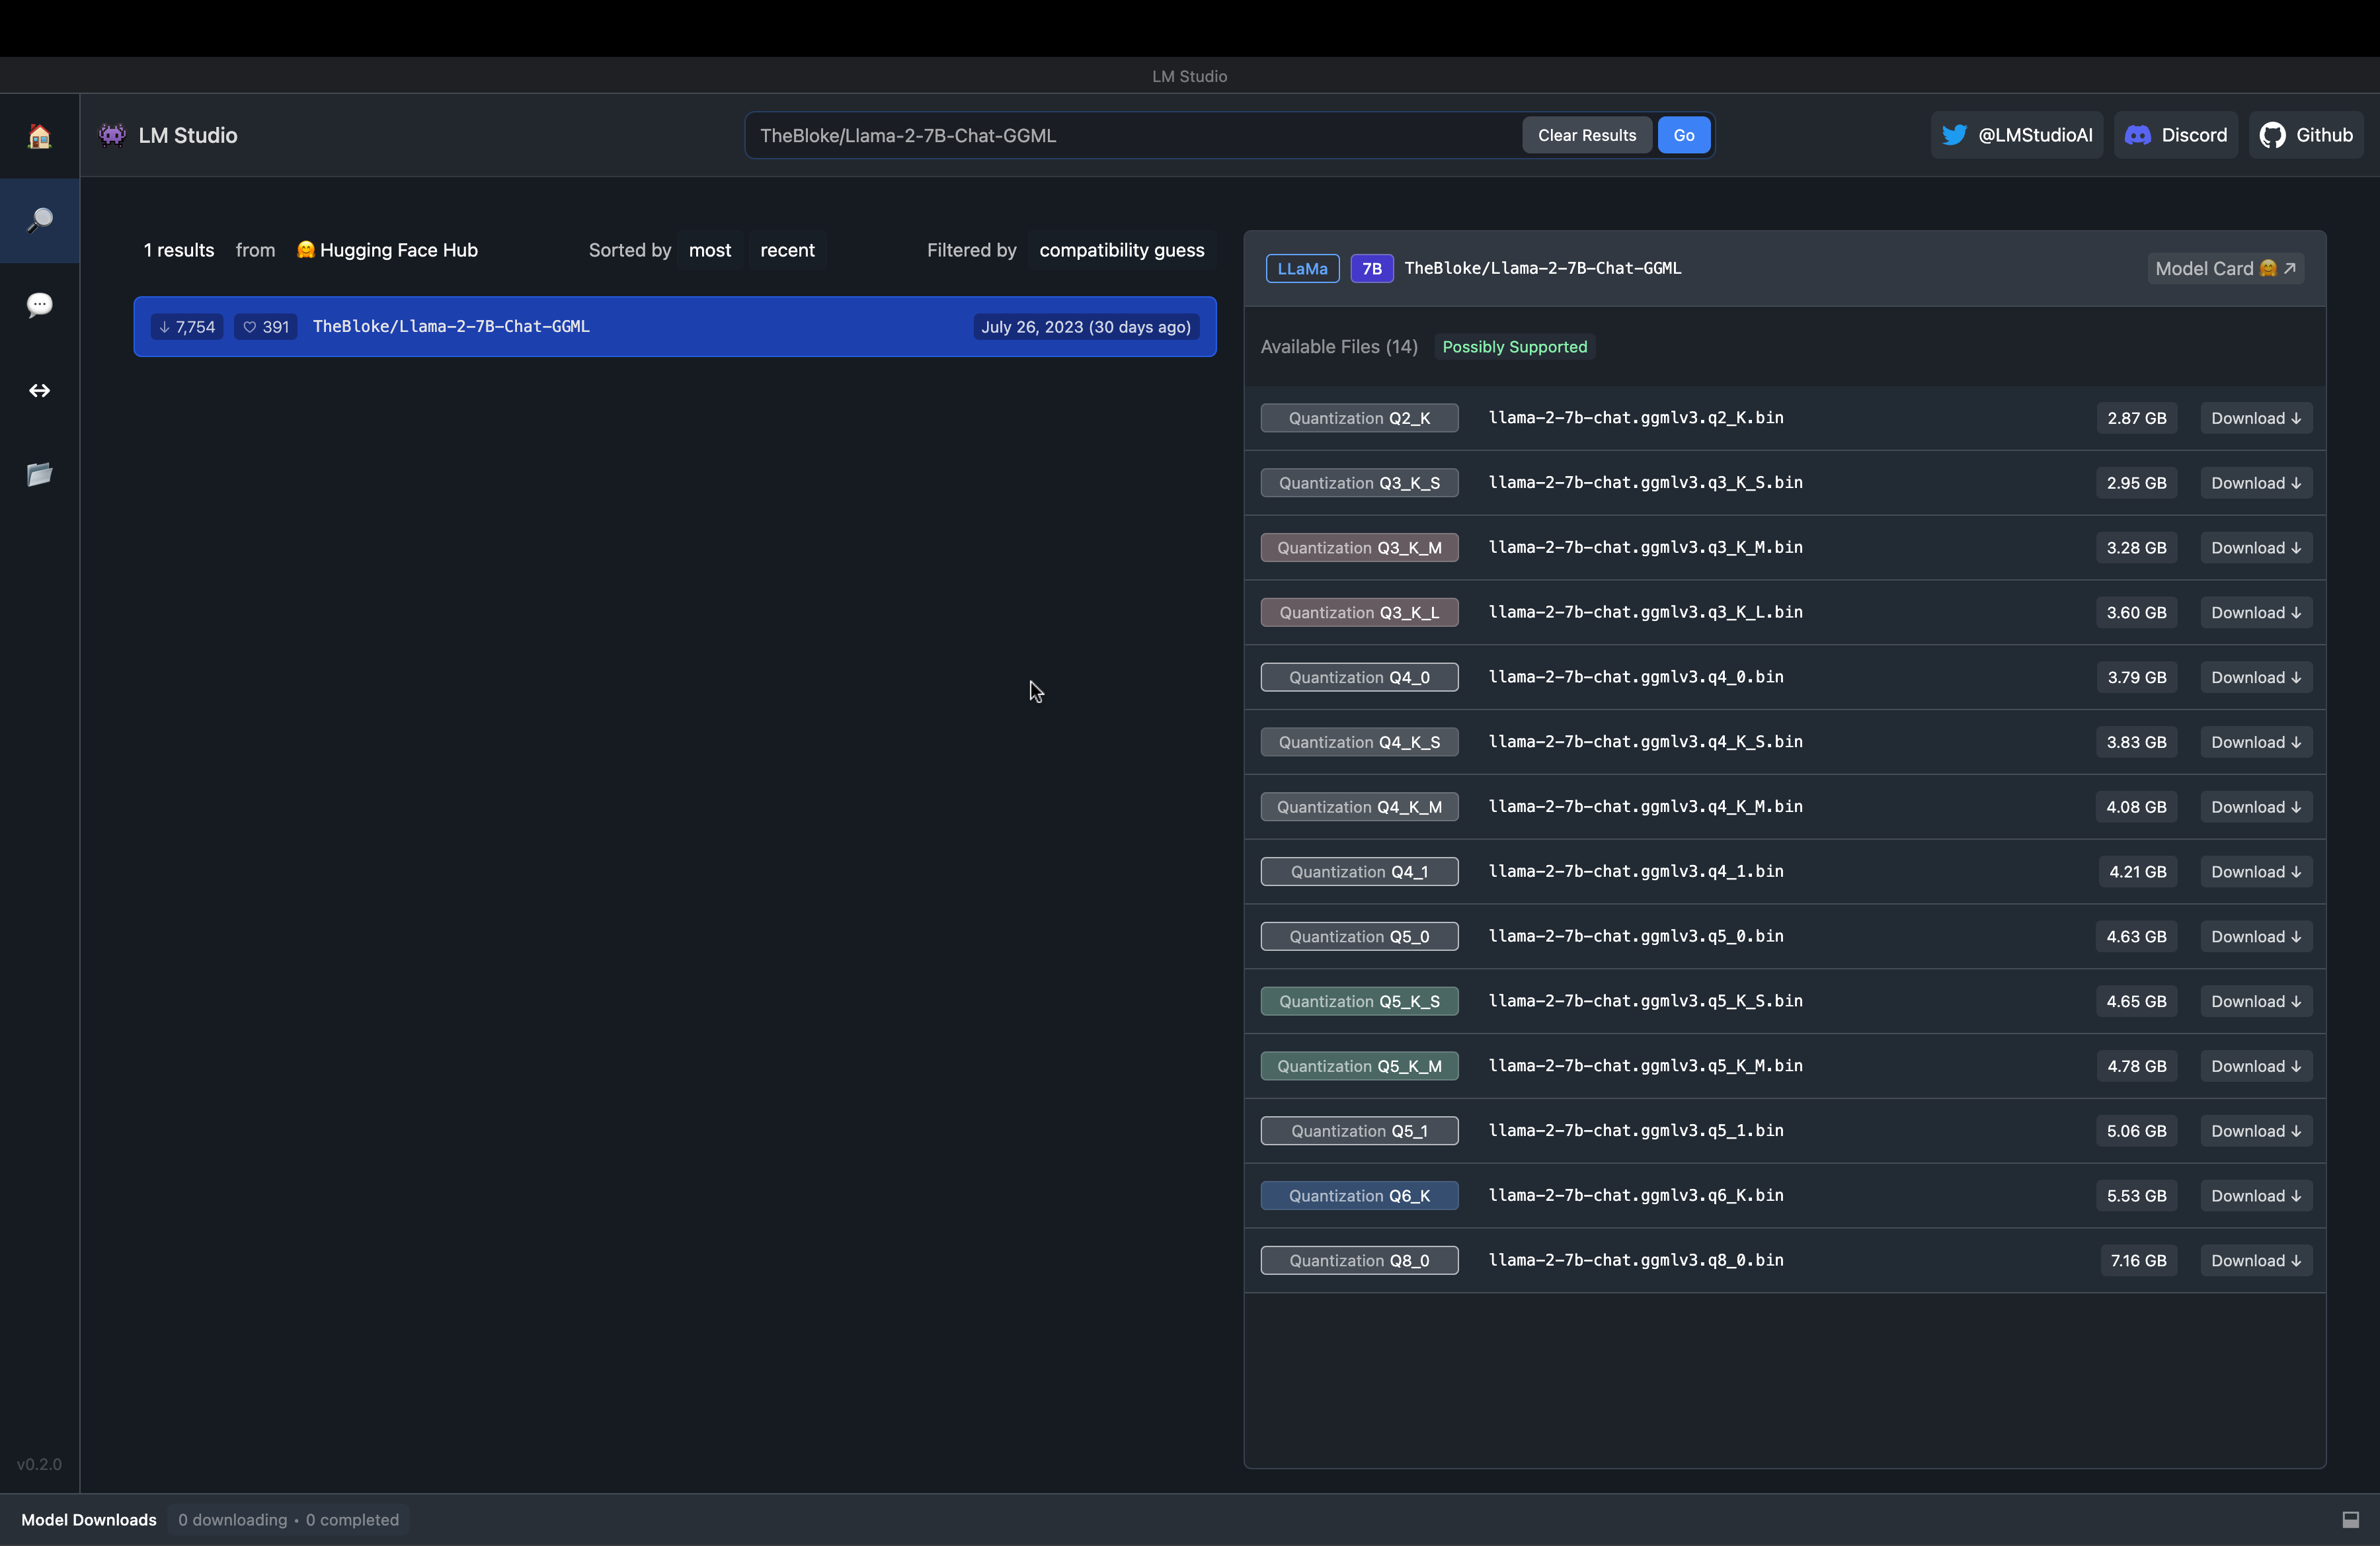 LM Studio
LM Studio
TheBloke/Llama-2-7B-Chat-GGML Clear Results Go
@LMStudioAI Discord Github
1 results from Hugging Face Hub Sorted by most recent Filtered by compatibility guess
7,754 391 TheBloke/Llama-2-7B-Chat-GGML July 26, 2023 (30 days ago)
LLaMa 7B TheBloke/Llama-2-7B-Chat-GGML Model Card
Available Files (14) Possibly Supported
Quantization Q2_K llama-2-7b-chat.ggmlv3.q2_K.bin 2.87 GB Download
Quantization Q3_K_S llama-2-7b-chat.ggmlv3.q3_K_S.bin 2.95 GB Download
Quantization Q3_K_M llama-2-7b-chat.ggmlv3.q3_K_M.bin 3.28 GB Download
Quantization Q3_K_L llama-2-7b-chat.ggmlv3.q3_K_L.bin 3.60 GB Download
Quantization Q4_0 llama-2-7b-chat.ggmlv3.q4_0.bin 3.79 GB Download
Quantization Q4_K_S llama-2-7b-chat.ggmlv3.q4_K_S.bin 3.83 GB Download
Quantization Q4_K_M llama-2-7b-chat.ggmlv3.q4_K_M.bin 4.08 GB Download
Quantization Q4_1 llama-2-7b-chat.ggmlv3.q4_1.bin 4.21 GB Download
Quantization Q5_0 llama-2-7b-chat.ggmlv3.q5_0.bin 4.63 GB Download
Quantization Q5_K_S llama-2-7b-chat.ggmlv3.q5_K_S.bin 4.65 GB Download
Quantization Q5_K_M llama-2-7b-chat.ggmlv3.q5_K_M.bin 4.78 GB Download
Quantization Q5_1 llama-2-7b-chat.ggmlv3.q5_1.bin 5.06 GB Download
Quantization Q6_K llama-2-7b-chat.ggmlv3.q6_K.bin 5.53 GB Download
Quantization Q8_0 llama-2-7b-chat.ggmlv3.q8_0.bin 7.16 GB Download
v0.2.0
Model Downloads 0 downloading • 0 completed